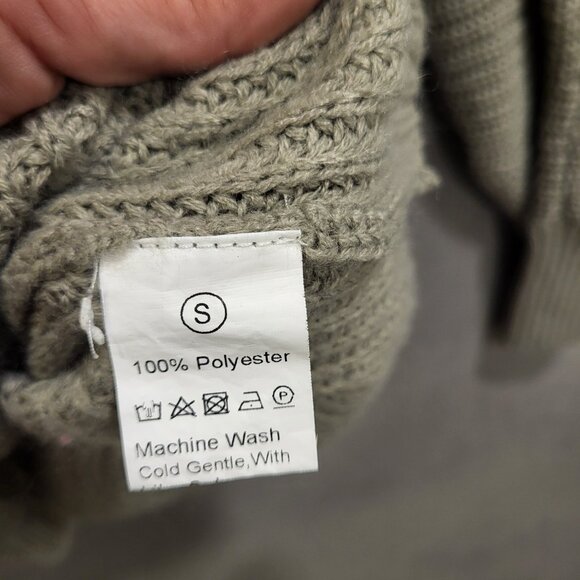 S
100% Polyester
P
Machine Wash
Cold Gentle,With